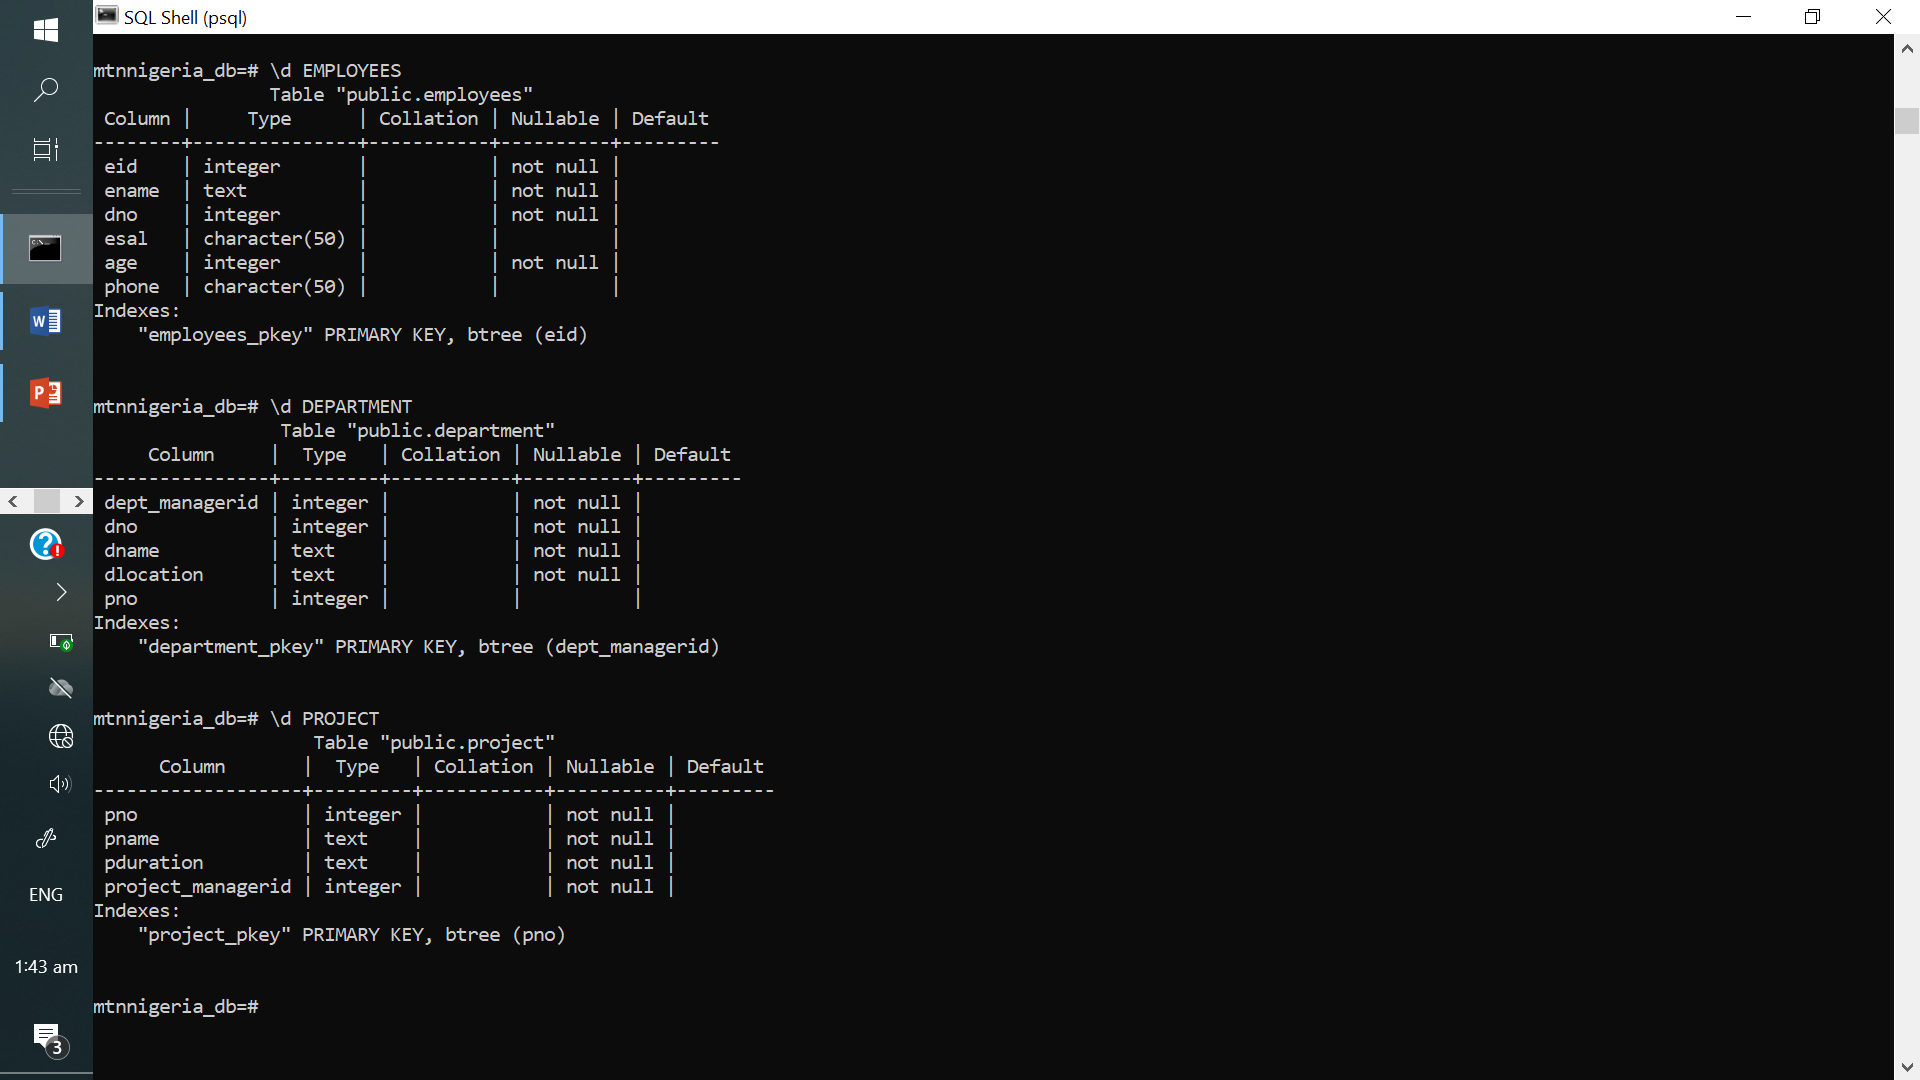 SQL Shell (psql)
mtnnigeria_db=# \d EMPLOYEES
                Table "public.employees"
 Column |     Type      | Collation | Nullable | Default
--------+---------------+-----------+----------+---------
 eid    | integer       |           | not null |
 ename  | text          |           | not null |
 dno    | integer       |           | not null |
 esal   | character(50) |           |          |
 age    | integer       |           | not null |
 phone  | character(50) |           |          |
Indexes:
    "employees_pkey" PRIMARY KEY, btree (eid)
mtnnigeria_db=# \d DEPARTMENT
                 Table "public.department"
     Column     |  Type   | Collation | Nullable | Default
----------------+---------+-----------+----------+---------
 dept_managerid | integer |           | not null |
 dno            | integer |           | not null |
 dname          | text    |           | not null |
 dlocation      | text    |           | not null |
 pno            | integer |           |          |
Indexes:
    "department_pkey" PRIMARY KEY, btree (dept_managerid)
mtnnigeria_db=# \d PROJECT
                    Table "public.project"
      Column       |  Type   | Collation | Nullable | Default
-------------------+---------+-----------+----------+---------
 pno               | integer |           | not null |
 pname             | text    |           | not null |
 pduration         | text    |           | not null |
 project_managerid | integer |           | not null |
Indexes:
    "project_pkey" PRIMARY KEY, btree (pno)
mtnnigeria_db=#
ENG
1:43 am
3